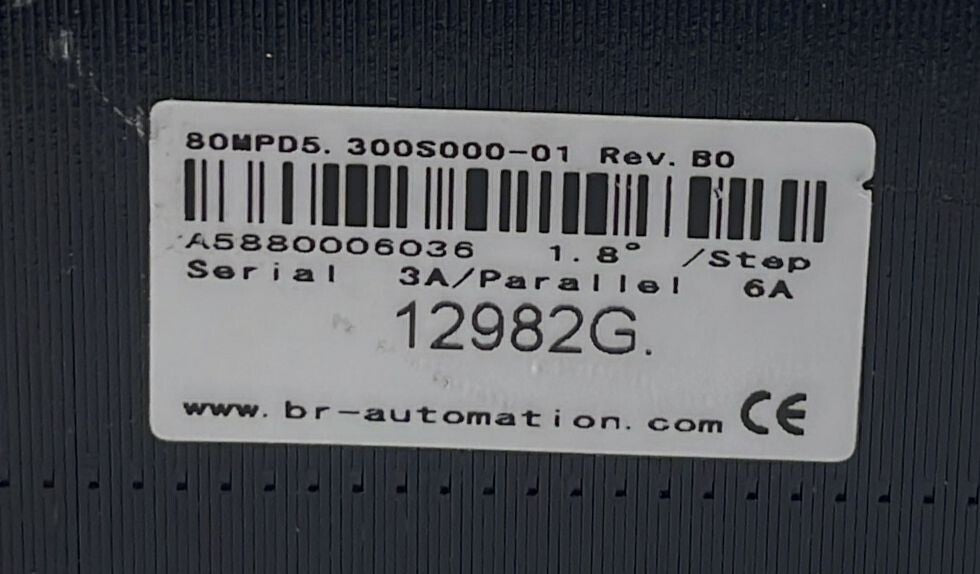 80MPD5.300S000-01 Rev.B0
A5880006036 1.8° /Step
Serial 3A/Parallel 6A
12982G.
www.br-automation.com CE